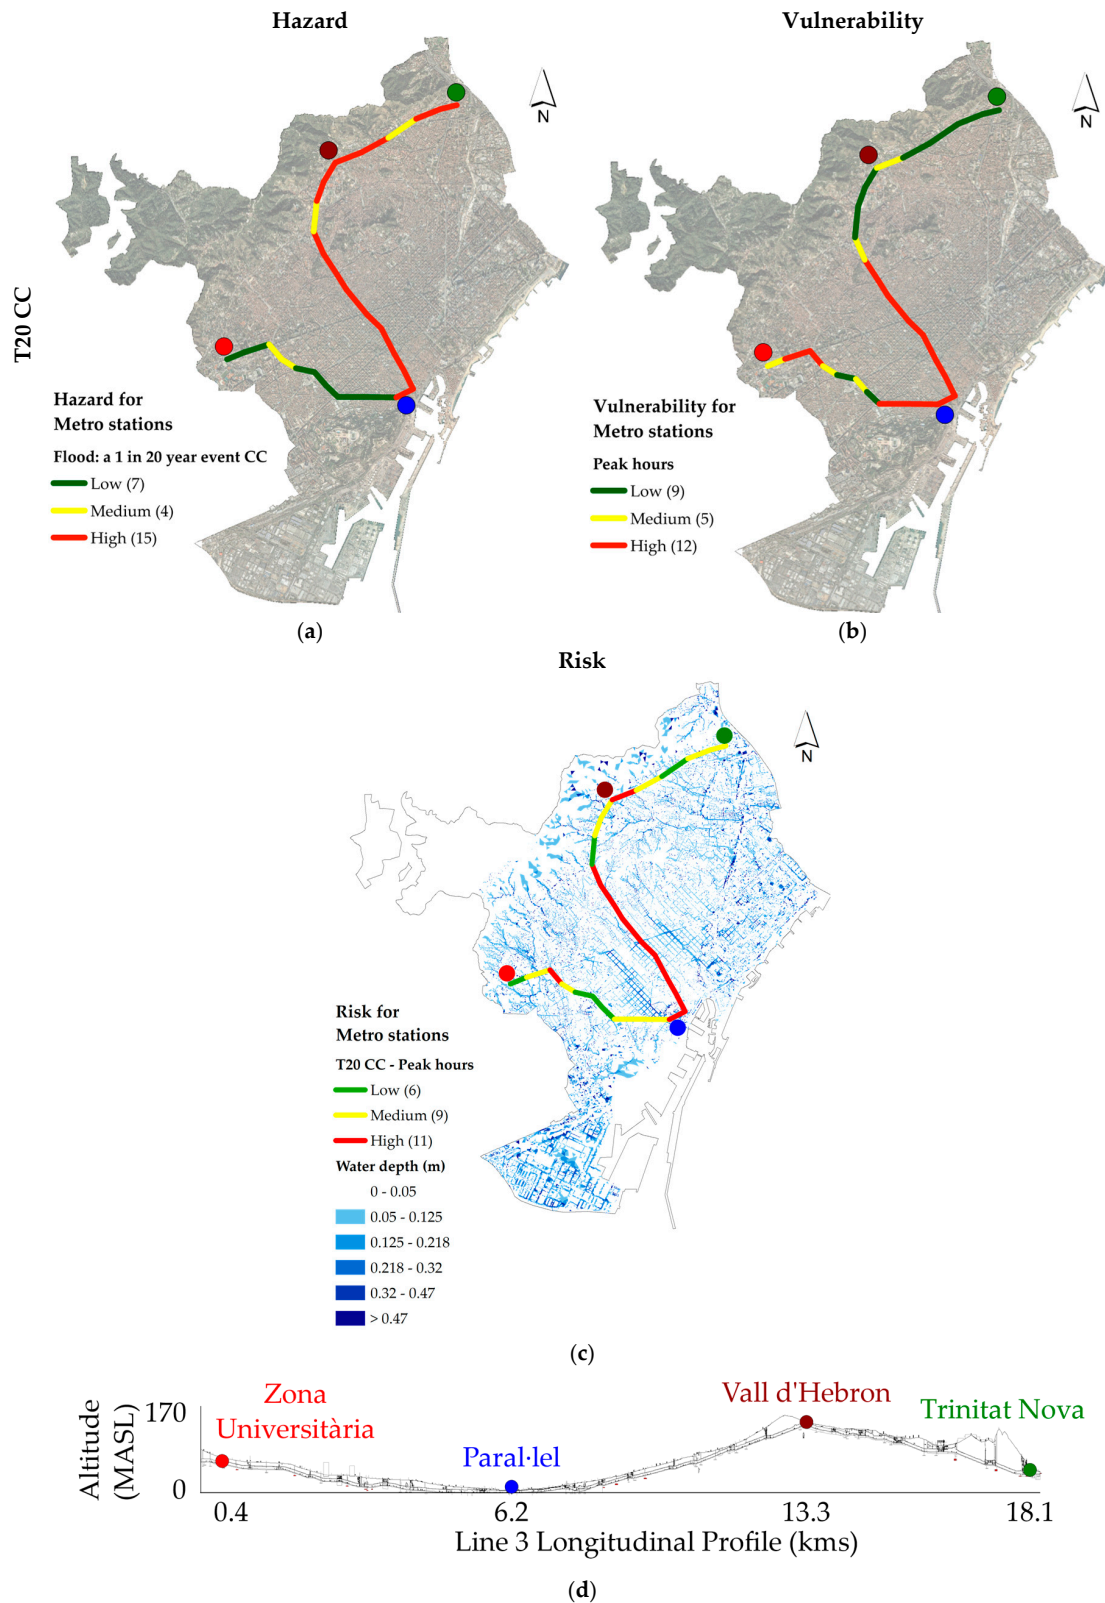 Hazard
Vulnerability
T20 CC
N
N
Hazard for
Metro stations
Flood: a 1 in 20 year event CC
Low (7)
Medium (4)
High (15)
Vulnerability for
Metro stations
Peak hours
Low (9)
Medium (5)
High (12)
(a)
(b)
Risk
N
Risk for
Metro stations
T20 CC - Peak hours
Low (6)
Medium (9)
High (11)
Water depth (m)
0 - 0.05
0.05 - 0.125
0.125 - 0.218
0.218 - 0.32
0.32 - 0.47
> 0.47
(c)
Altitude
(MASL)
170
0
Zona
Universitària
Paral·lel
Vall d'Hebron
Trinitat Nova
0.4
6.2
13.3
18.1
Line 3 Longitudinal Profile (kms)
(d)